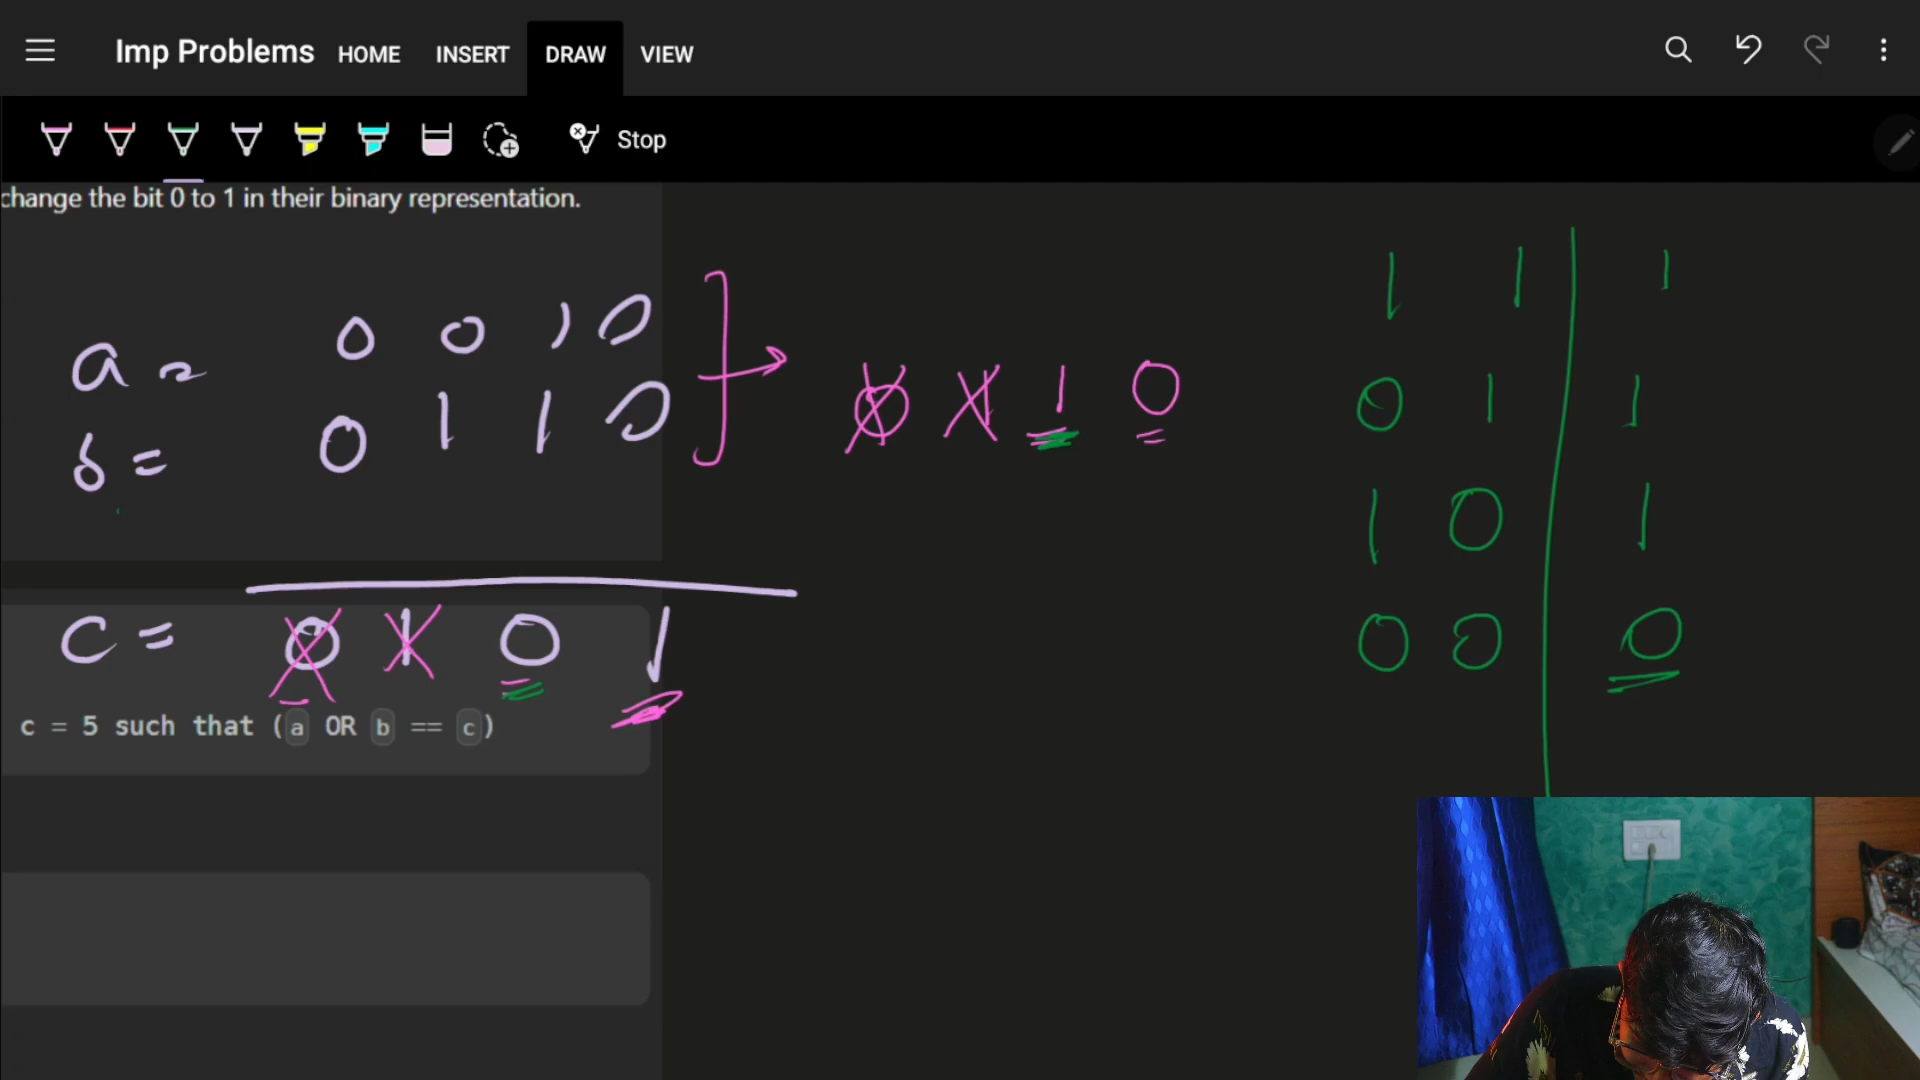 Imp Problems HOME INSERT DRAW VIEW
Stop
change the bit 0 to 1 in their binary representation.
a = 0 0 1 0
b = 0 1 1 0
0 1 1 0
c = 0 1 0 1
c = 5 such that (a OR b == c)
1 1 1
0 1 1
1 0 1
0 0 0